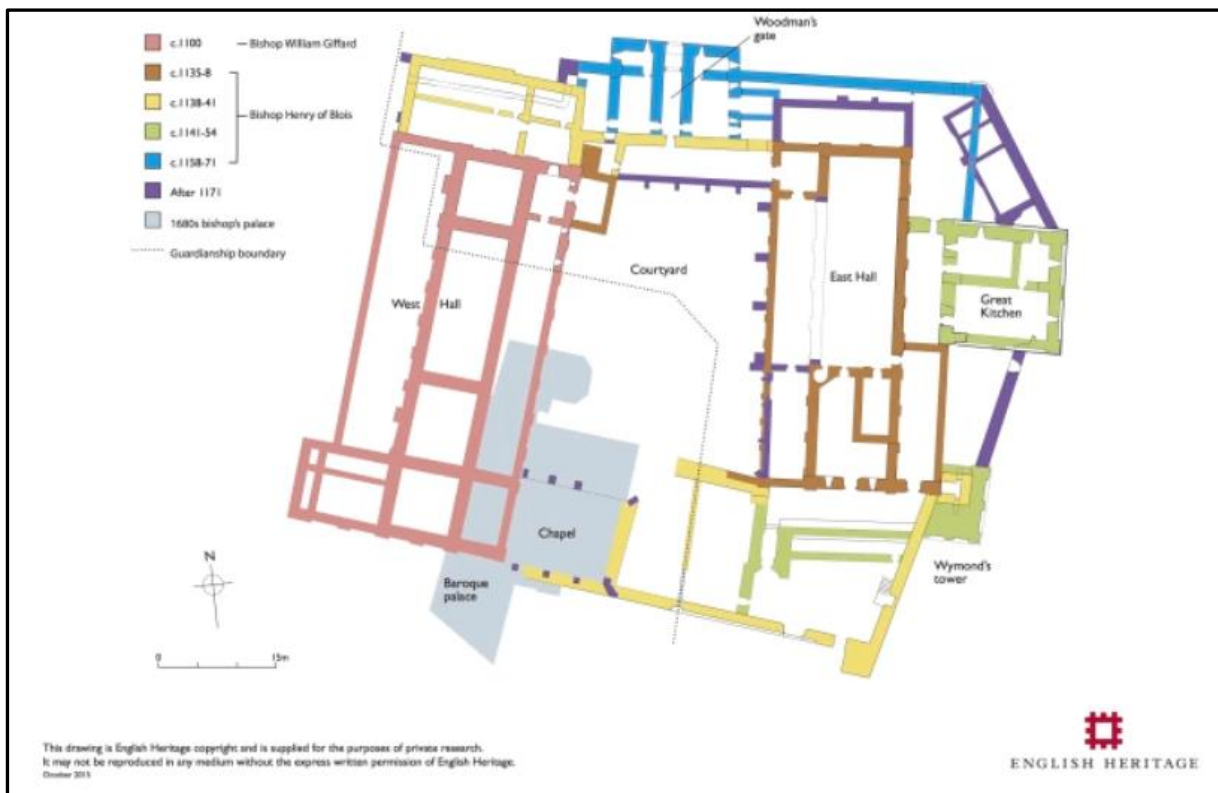 c.1100 — Bishop William Giffard
c.1135-8
c.1138-41
Bishop Henry of Blois
c.1141-54
c.1158-71
After 1171
1680s bishop's palace
Guardianship boundary
Woodman's
gate
Courtyard
East Hall
Great
Kitchen
West Hall
Chapel
Baroque
palace
Wymond's
tower
N
0 15m
This drawing is English Heritage copyright and is supplied for the purposes of private research.
It may not be reproduced in any medium without the express written permission of English Heritage.
October 2015
ENGLISH HERITAGE